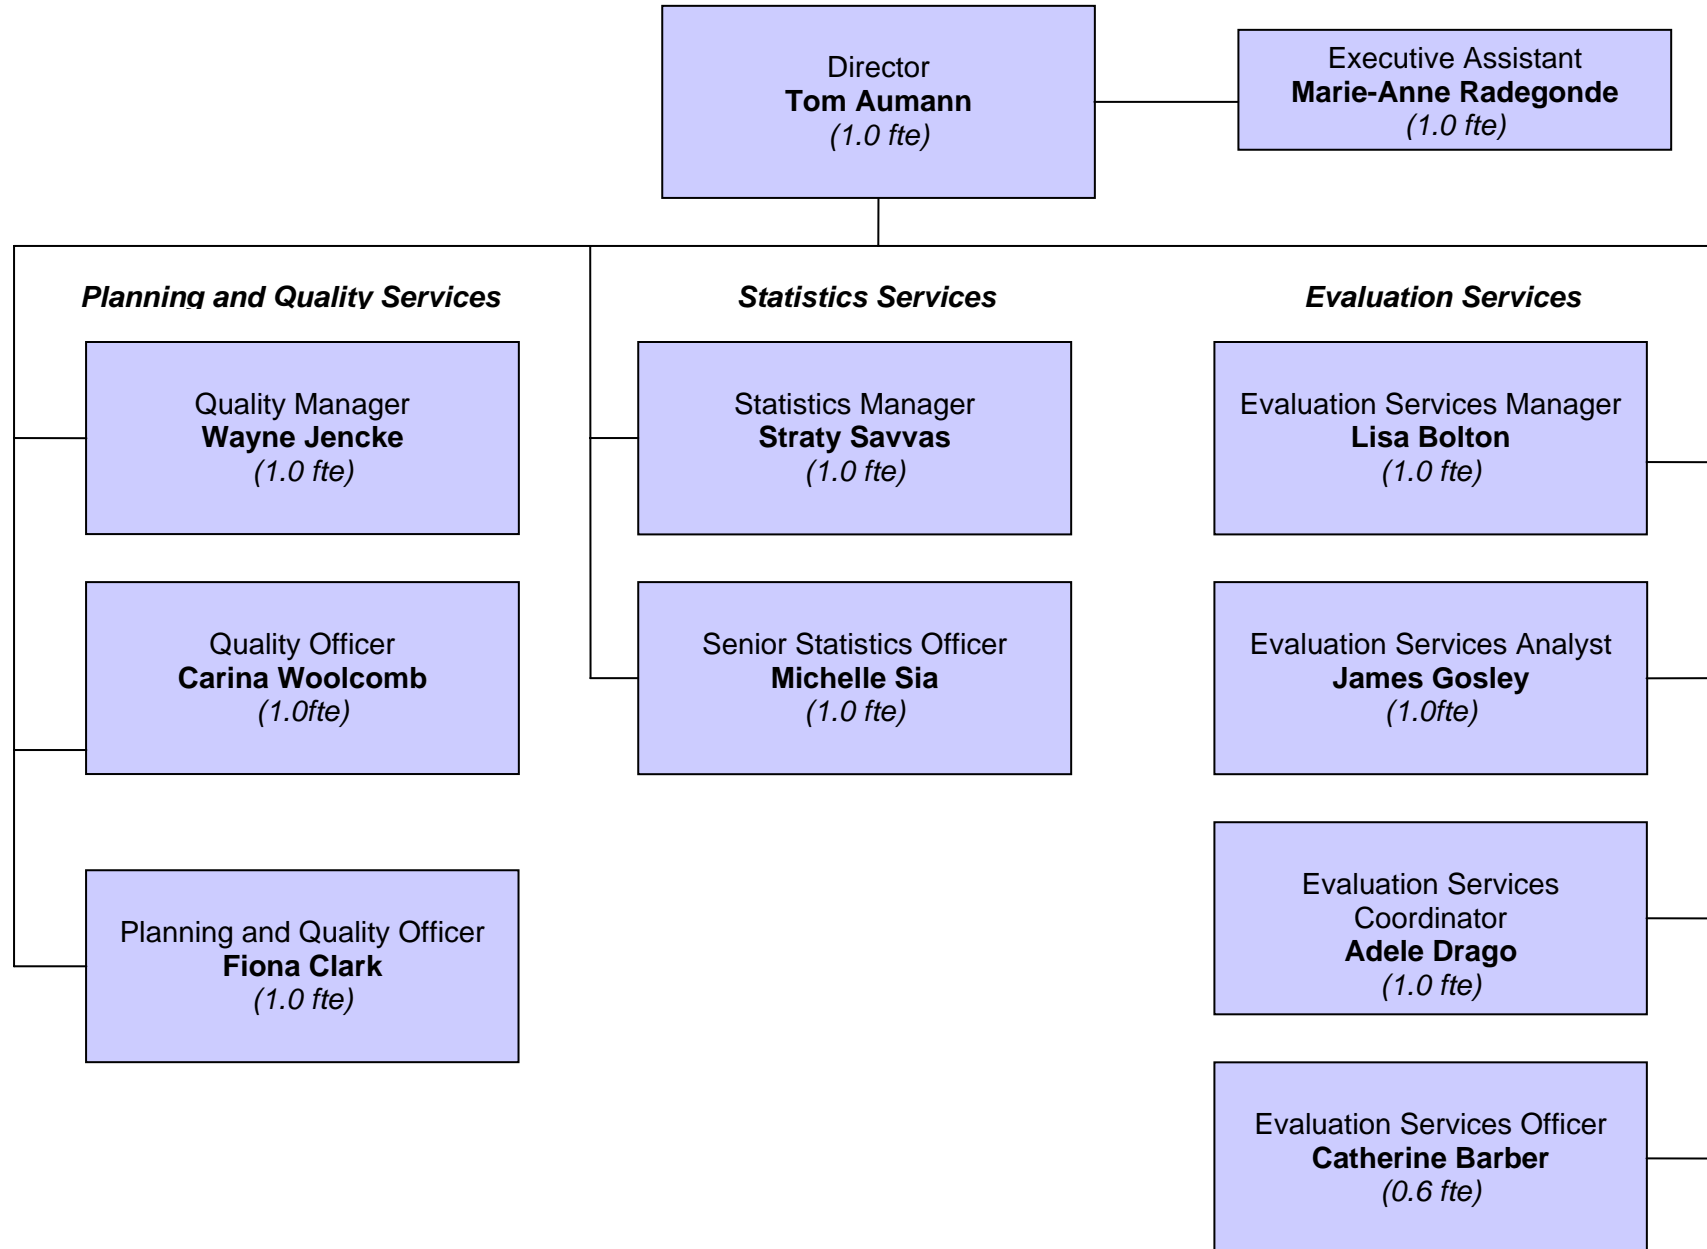 Director
Tom Aumann
(1.0 fte)
Executive Assistant
Marie-Anne Radegonde
(1.0 fte)
Planning and Quality Services
Quality Manager
Wayne Jencke
(1.0 fte)
Quality Officer
Carina Woolcomb
(1.0fte)
Planning and Quality Officer
Fiona Clark
(1.0 fte)
Statistics Services
Statistics Manager
Straty Savvas
(1.0 fte)
Senior Statistics Officer
Michelle Sia
(1.0 fte)
Evaluation Services
Evaluation Services Manager
Lisa Bolton
(1.0 fte)
Evaluation Services Analyst
James Gosley
(1.0fte)
Evaluation Services
Coordinator
Adele Drago
(1.0 fte)
Evaluation Services Officer
Catherine Barber
(0.6 fte)